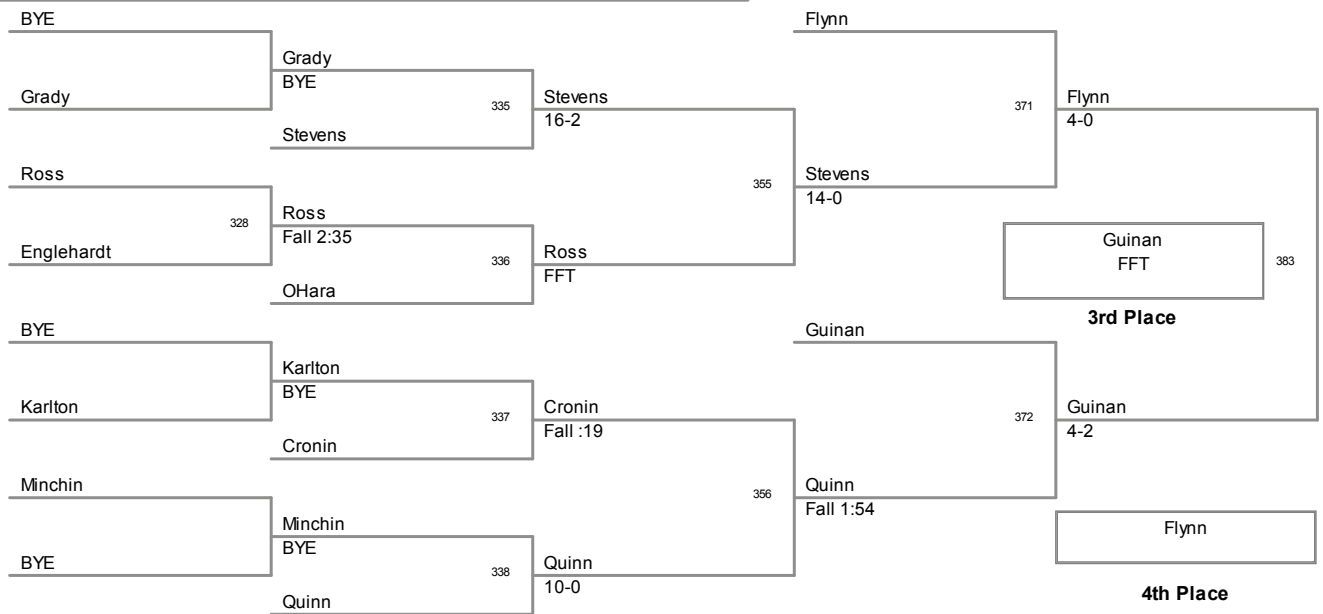 BYE
Flynn
Grady
BYE
Grady
335
Stevens
16-2
371
Flynn
4-0
Stevens
Ross
355
Stevens
14-0
328
Ross
Fall 2:35
Guinan
FFT
383
Englehardt
336
Ross
FFT
OHara
3rd Place
BYE
Guinan
Karlton
BYE
Karlton
337
Cronin
Fall :19
372
Guinan
4-2
Cronin
Minchin
356
Quinn
Fall 1:54
Minchin
BYE
Flynn
BYE
338
Quinn
10-0
Quinn
4th Place